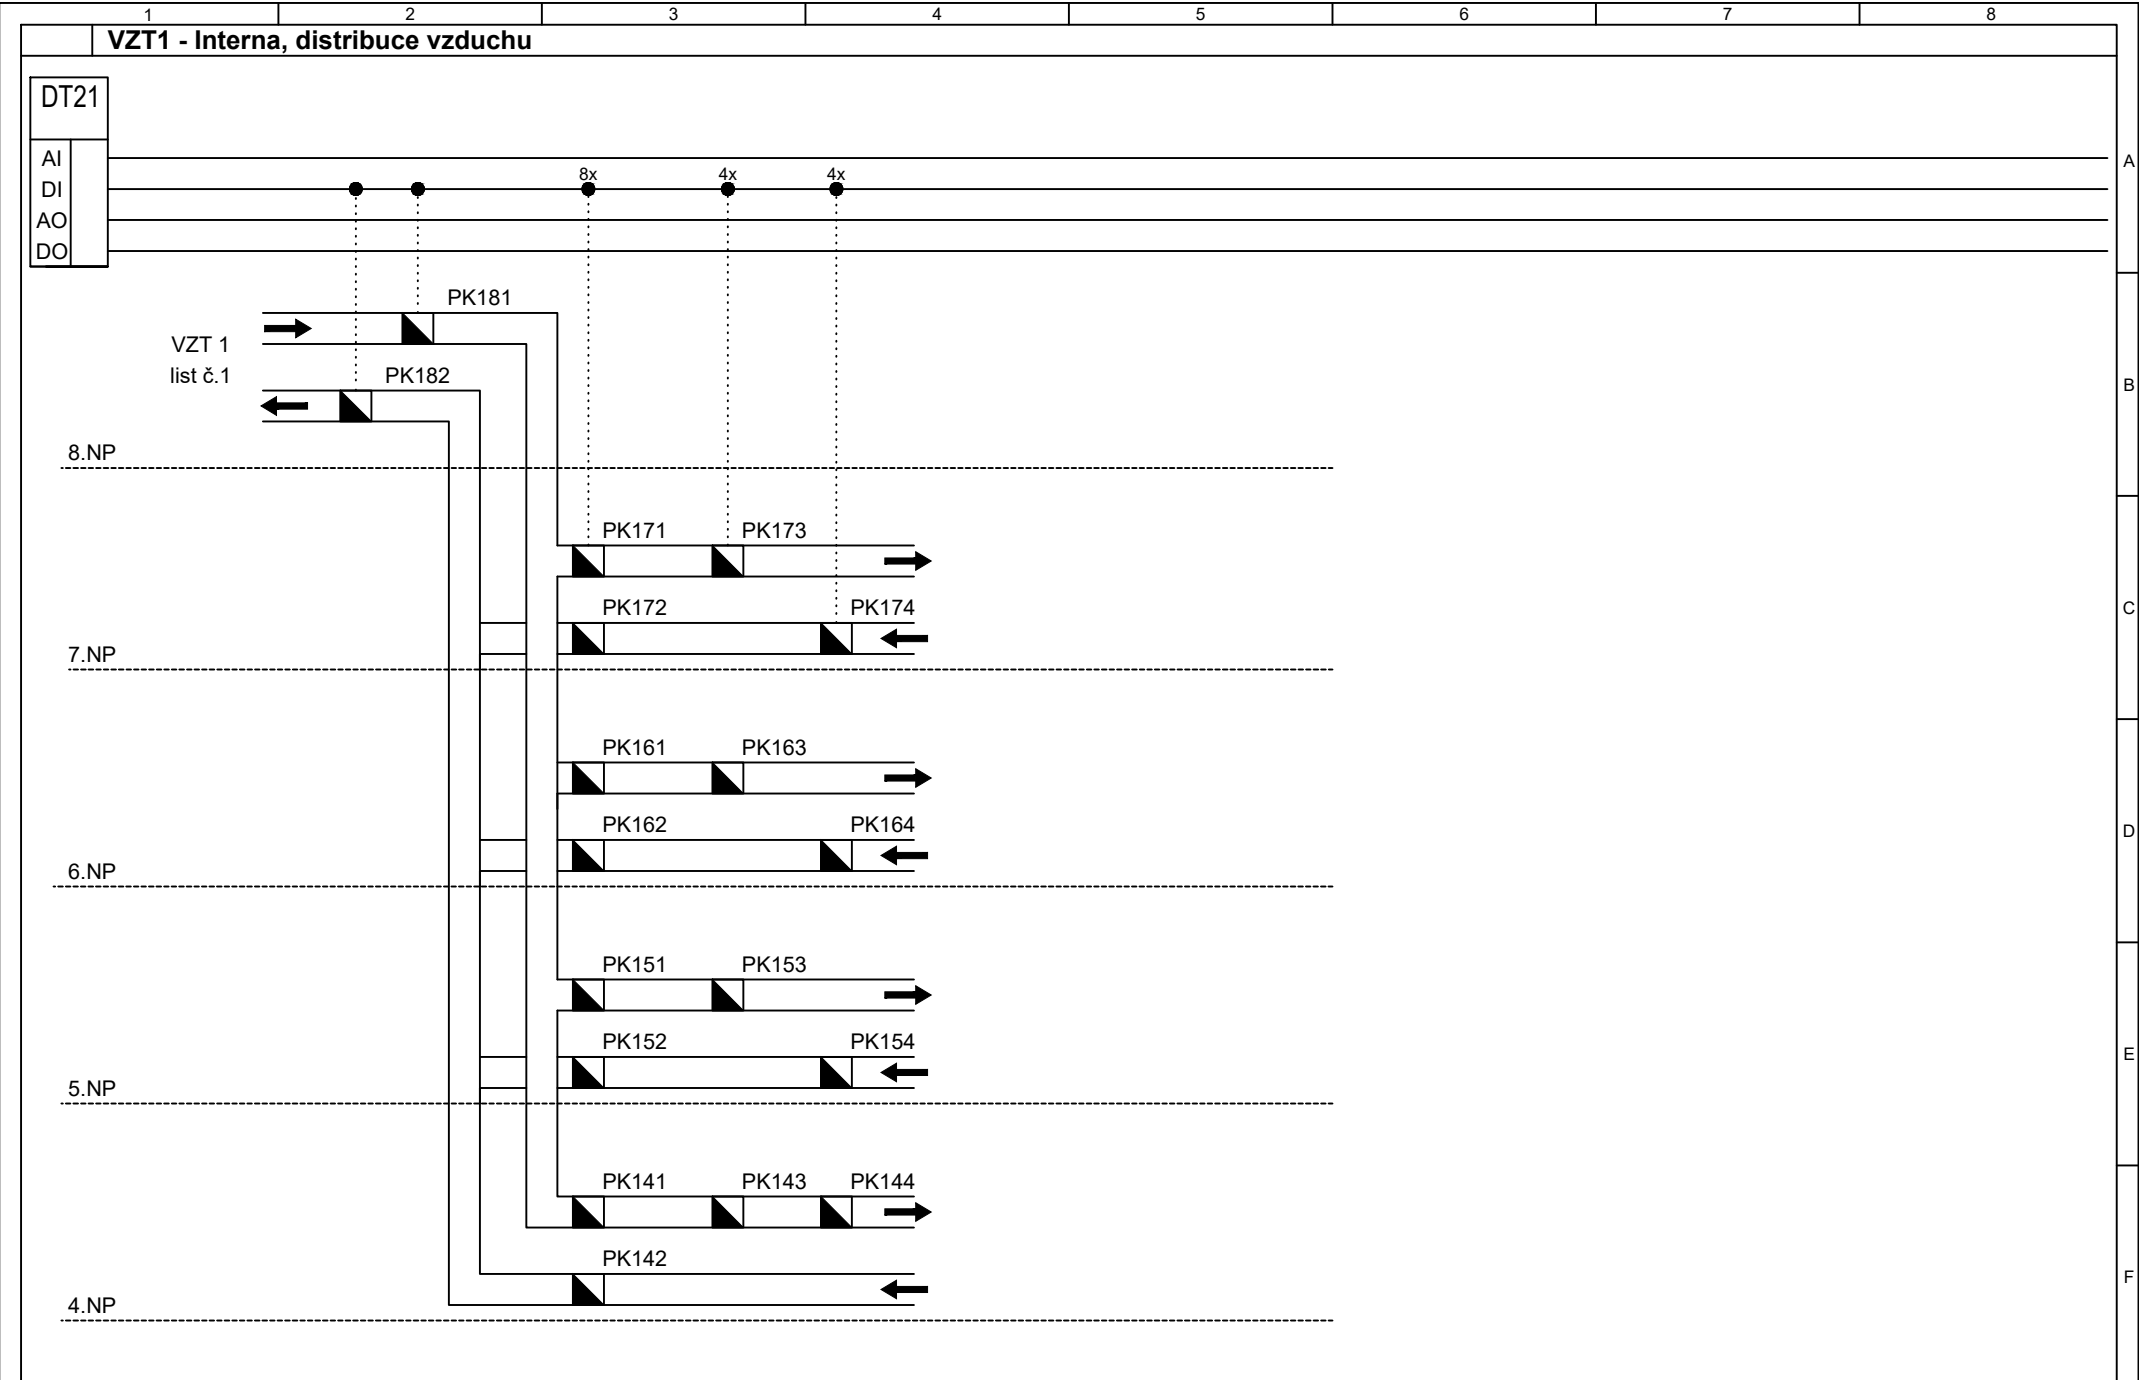 1 2 3 4 5 6 7 8
VZT1 - Interna, distribuce vzduchu
DT21
AI
DI
AO
DO
8x 4x 4x
A
PK181
VZT 1
list č.1
PK182
B
8.NP
PK171 PK173
PK172 PK174
C
7.NP
PK161 PK163
PK162 PK164
D
6.NP
PK151 PK153
PK152 PK154
E
5.NP
PK141 PK143 PK144
PK142
F
4.NP